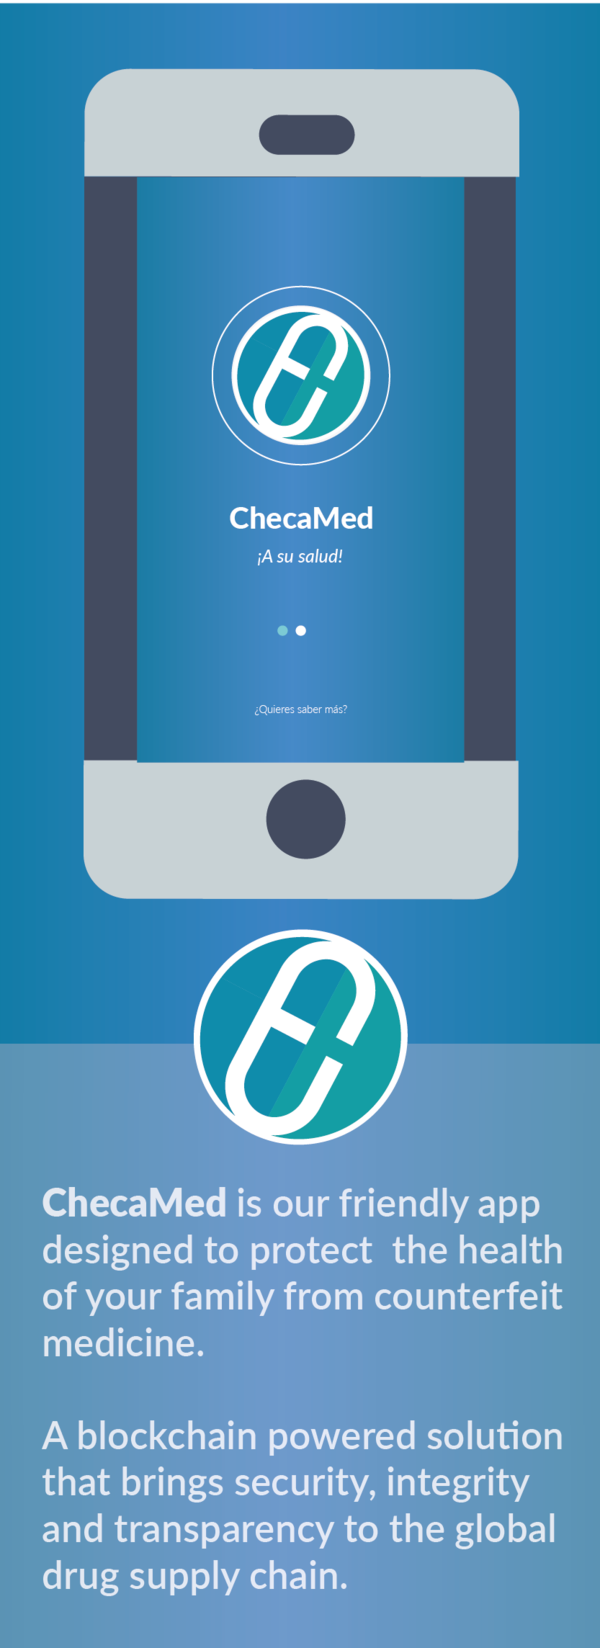 ChecaMed
¡A su salud!
¿Quieres saber más?
ChecaMed is our friendly app
designed to protect the health
of your family from counterfeit
medicine.
A blockchain powered solution
that brings security, integrity
and transparency to the global
drug supply chain.